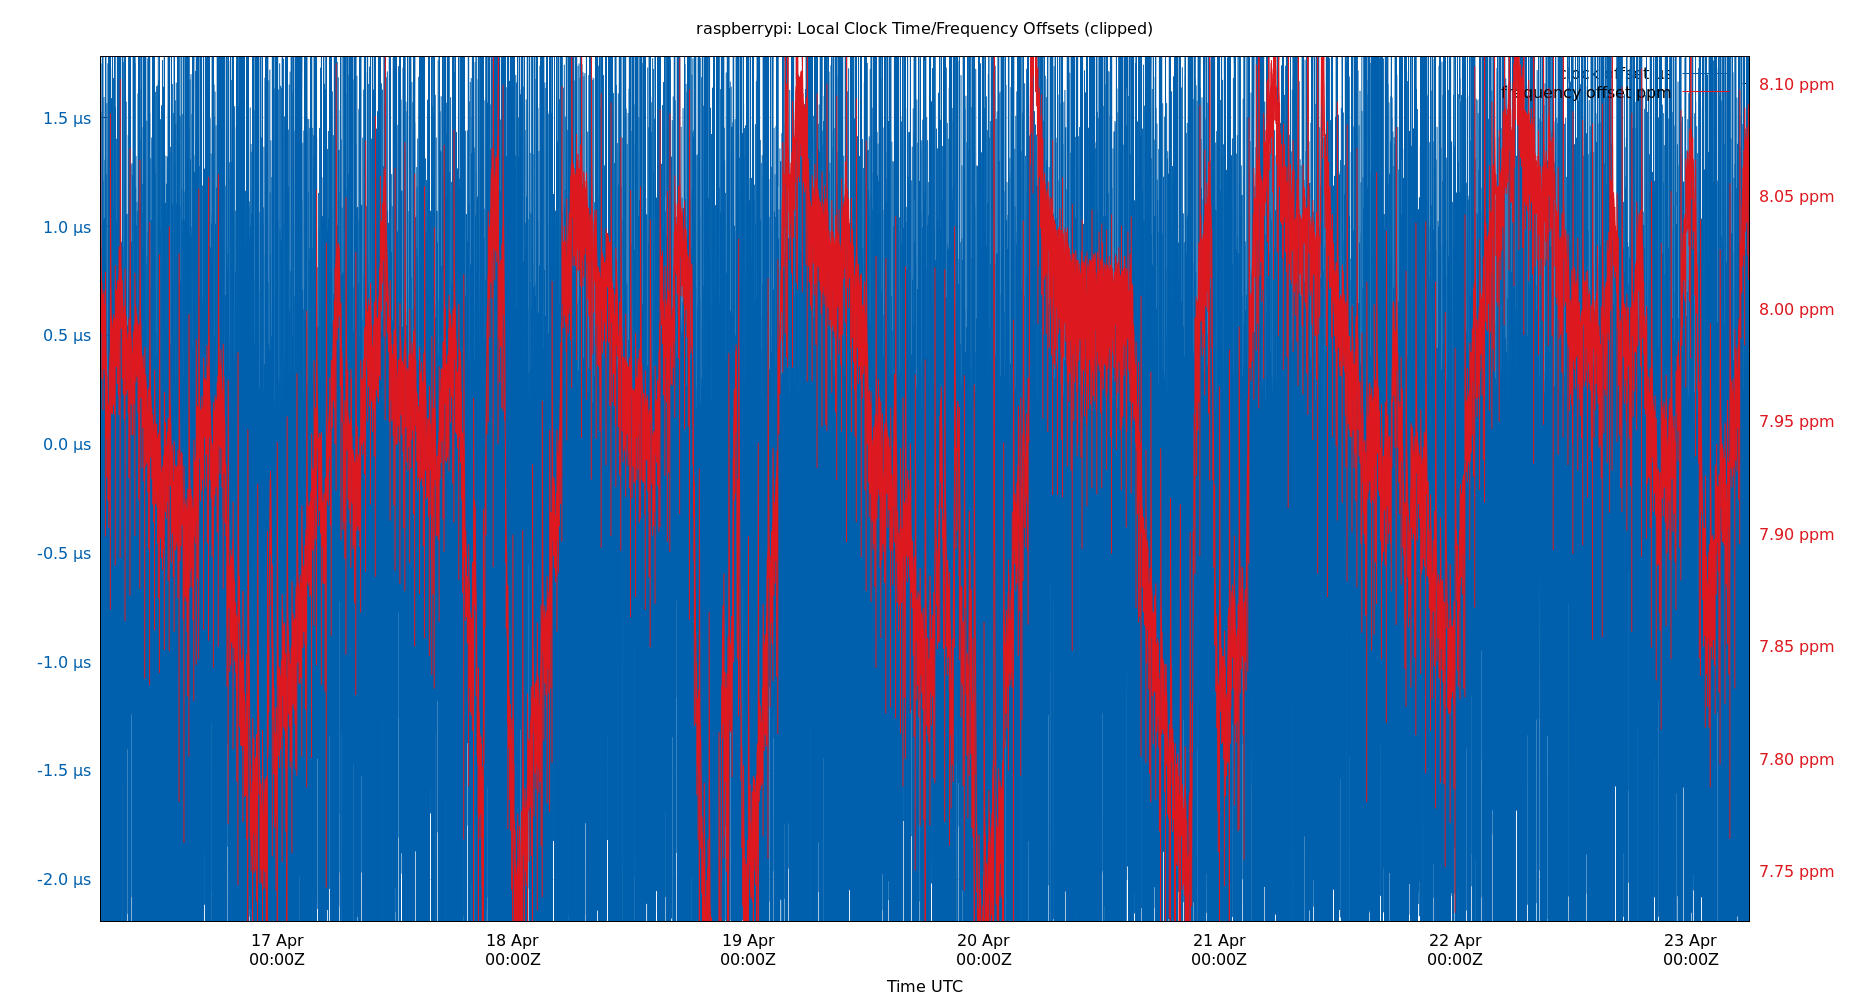 raspberrypi: Local Clock Time/Frequency Offsets (clipped)
clock offset us
frequency offset ppm
1.5 µs
1.0 µs
0.5 µs
0.0 µs
-0.5 µs
-1.0 µs
-1.5 µs
-2.0 µs
8.10 ppm
8.05 ppm
8.00 ppm
7.95 ppm
7.90 ppm
7.85 ppm
7.80 ppm
7.75 ppm
17 Apr
00:00Z
18 Apr
00:00Z
19 Apr
00:00Z
20 Apr
00:00Z
21 Apr
00:00Z
22 Apr
00:00Z
23 Apr
00:00Z
Time UTC